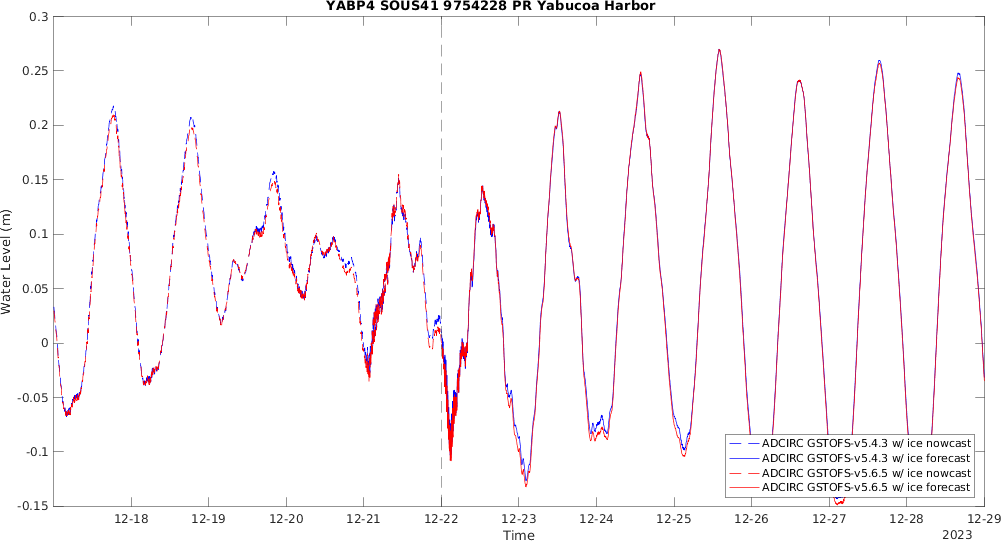 YABP4 SOUS41 9754228 PR Yabucoa Harbor
0.3
0.25
0.2
0.15
0.1
0.05
0
-0.05
-0.1
-0.15
Water Level (m)
12-18 12-19 12-20 12-21 12-22 12-23 12-24 12-25 12-26 12-27 12-28 12-29
Time
2023
ADCIRC GSTOFS-v5.4.3 w/ ice nowcast
ADCIRC GSTOFS-v5.4.3 w/ ice forecast
ADCIRC GSTOFS-v5.6.5 w/ ice nowcast
ADCIRC GSTOFS-v5.6.5 w/ ice forecast